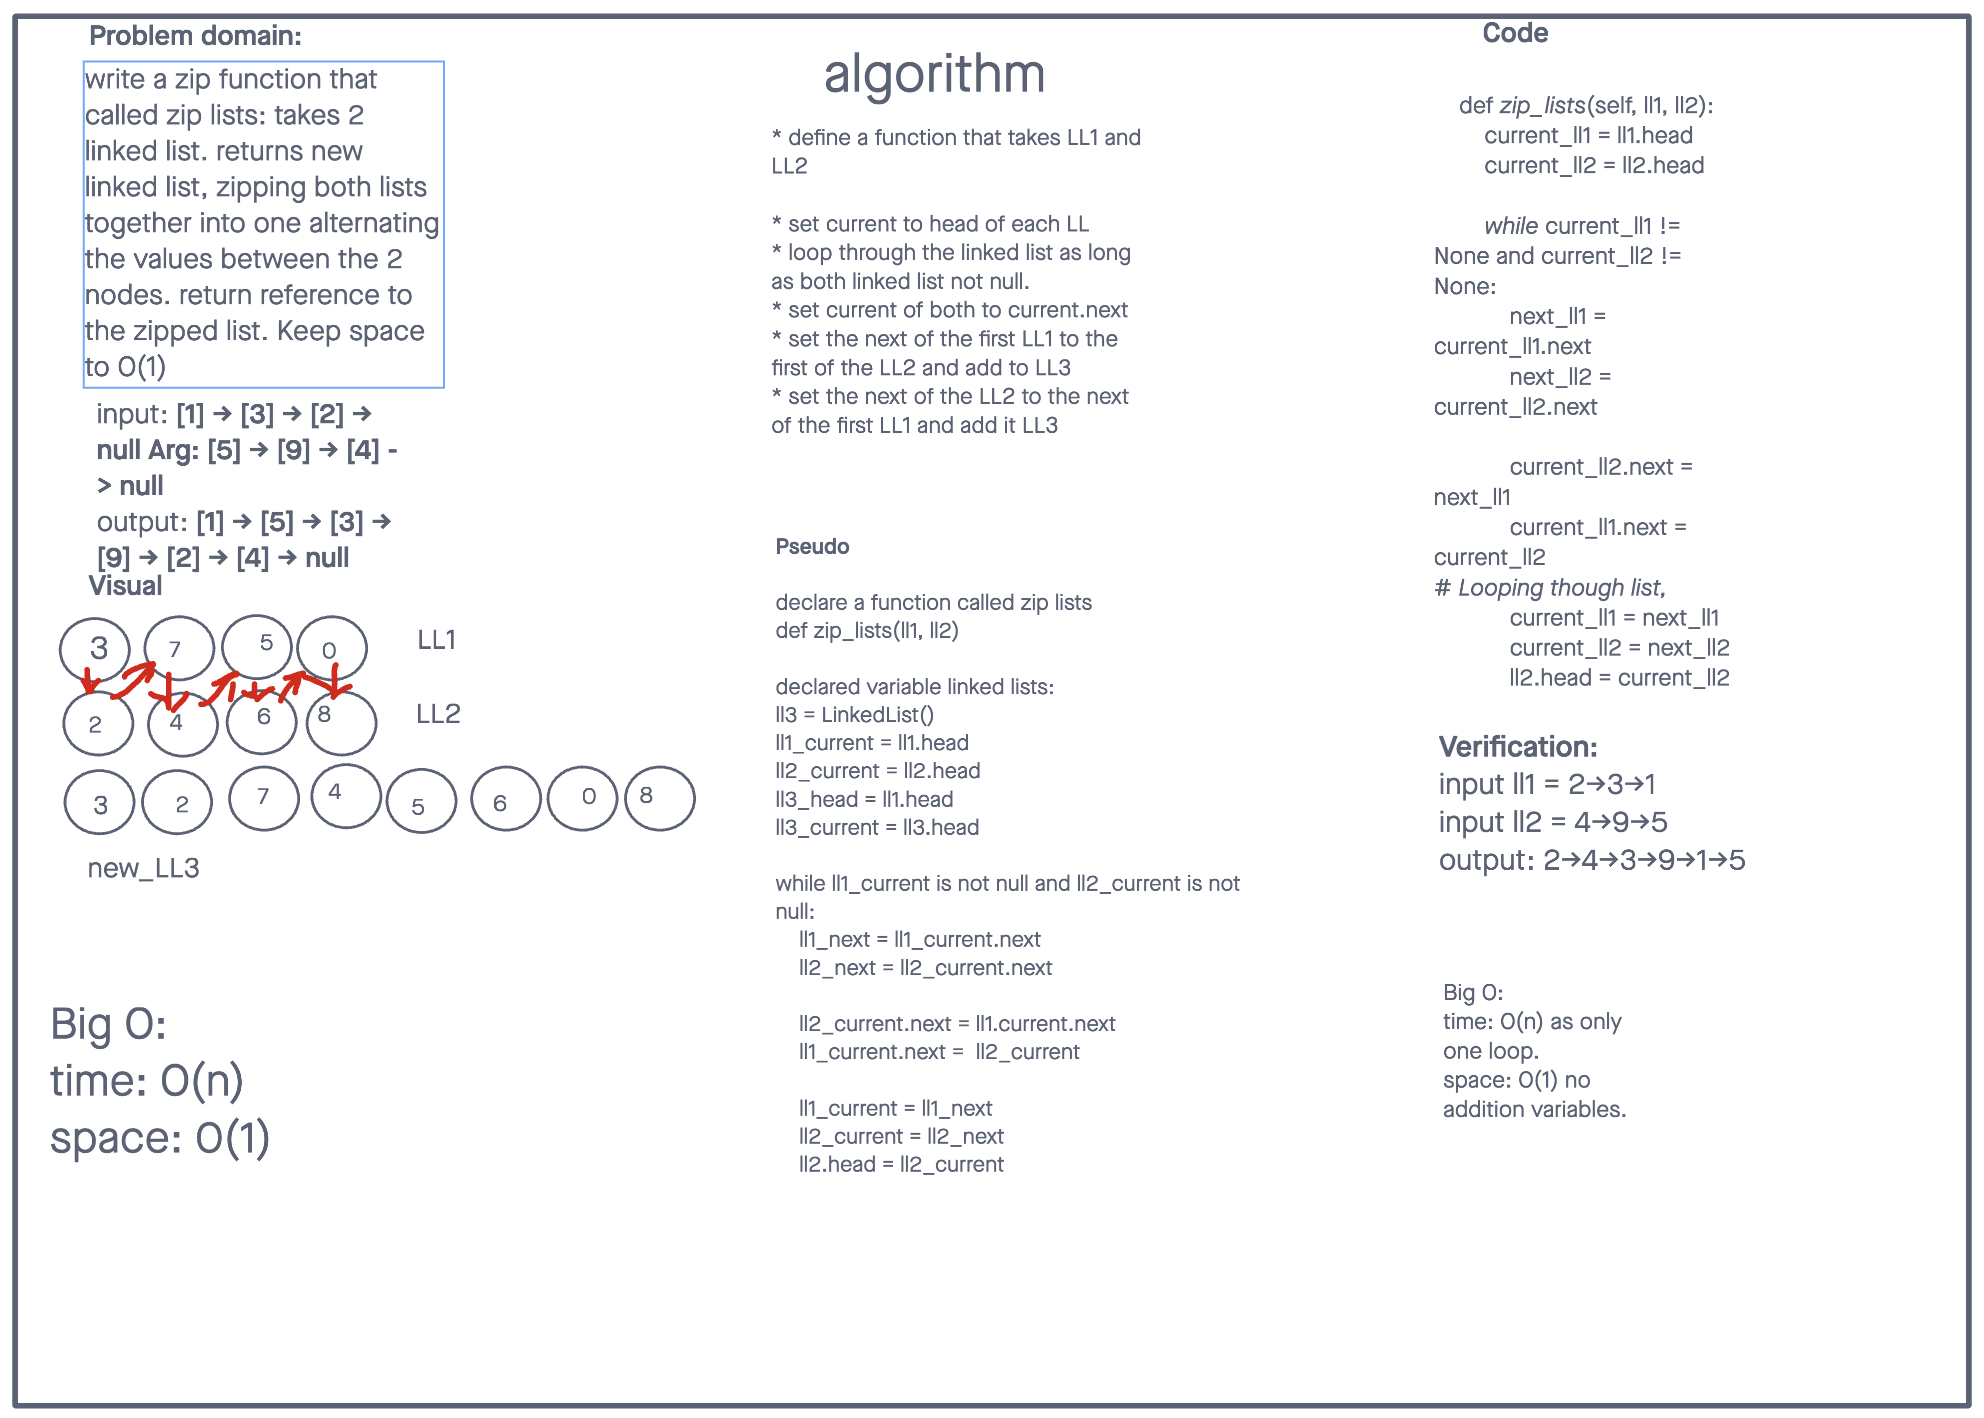 Problem domain:
write a zip function that
called zip lists: takes 2
linked list. returns new
linked list, zipping both lists
together into one alternating
the values between the 2
nodes. return reference to
the zipped list. Keep space
to O(1)
input: [1] → [3] → [2] →
null Arg: [5] → [9] → [4] -
> null
output: [1] → [5] → [3] →
[9] → [2] → [4] → null
Visual
3 7 5 0 LL1
2 4 6 8 LL2
3 2 7 4 5 6 0 8
new_LL3
Big O:
time: O(n)
space: O(1)
algorithm
* define a function that takes LL1 and
LL2
* set current to head of each LL
* loop through the linked list as long
as both linked list not null.
* set current of both to current.next
* set the next of the first LL1 to the
first of the LL2 and add to LL3
* set the next of the LL2 to the next
of the first LL1 and add it LL3
Pseudo
declare a function called zip lists
def zip_lists(ll1, ll2)
declared variable linked lists:
ll3 = LinkedList()
ll1_current = ll1.head
ll2_current = ll2.head
ll3_head = ll1.head
ll3_current = ll3.head
while ll1_current is not null and ll2_current is not
null:
ll1_next = ll1_current.next
ll2_next = ll2_current.next
ll2_current.next = ll1.current.next
ll1_current.next =  ll2_current
ll1_current = ll1_next
ll2_current = ll2_next
ll2.head = ll2_current
Code
def zip_lists(self, ll1, ll2):
current_ll1 = ll1.head
current_ll2 = ll2.head
while current_ll1 !=
None and current_ll2 !=
None:
next_ll1 =
current_ll1.next
next_ll2 =
current_ll2.next
current_ll2.next =
next_ll1
current_ll1.next =
current_ll2
# Looping though list,
current_ll1 = next_ll1
current_ll2 = next_ll2
ll2.head = current_ll2
Verification:
input ll1 = 2→3→1
input ll2 = 4→9→5
output: 2→4→3→9→1→5
Big O:
time: O(n) as only
one loop.
space: O(1) no
addition variables.